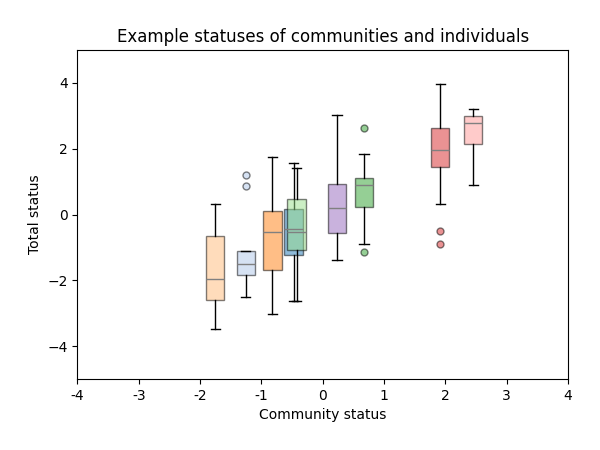 Example statuses of communities and individuals
Total status
4
2
0
−2
−4
-4 -3 -2 -1 0 1 2 3 4
Community status